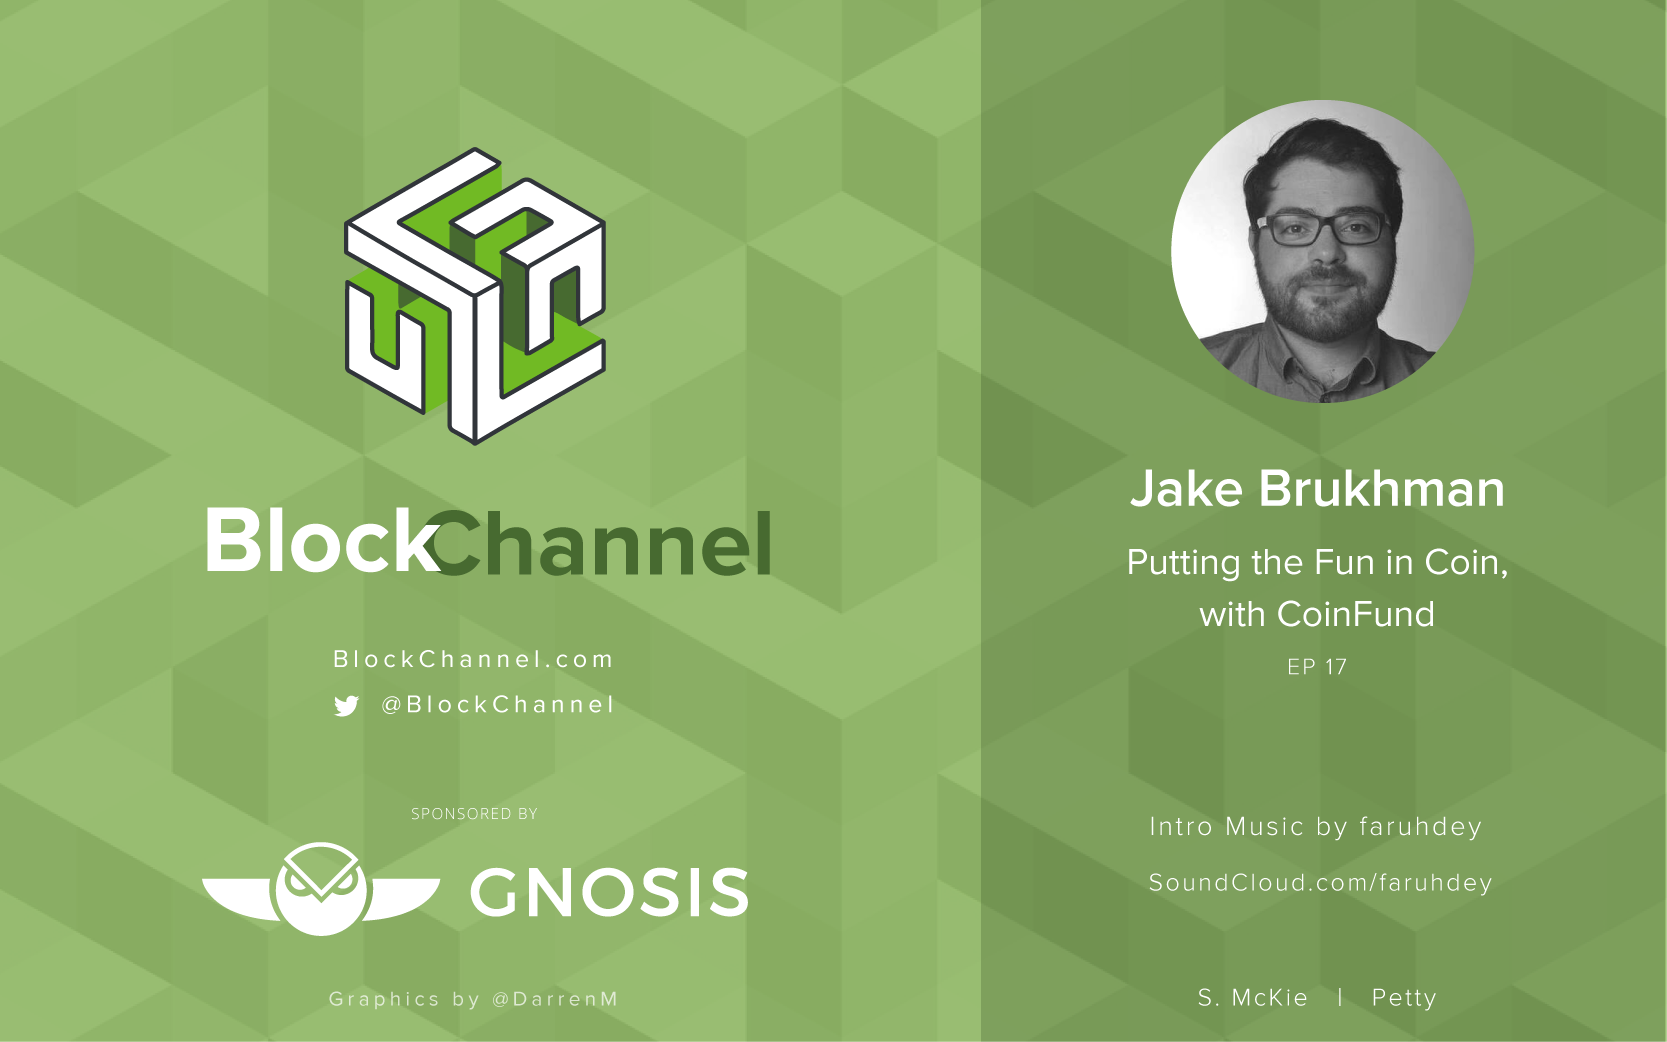 BlockChannel
BlockChannel.com
@BlockChannel
SPONSORED BY
GNOSIS
Graphics by @DarrenM
Jake Brukhman
Putting the Fun in Coin,
with CoinFund
EP 17
Intro Music by faruhdey
SoundCloud.com/faruhdey
S. McKie | Petty